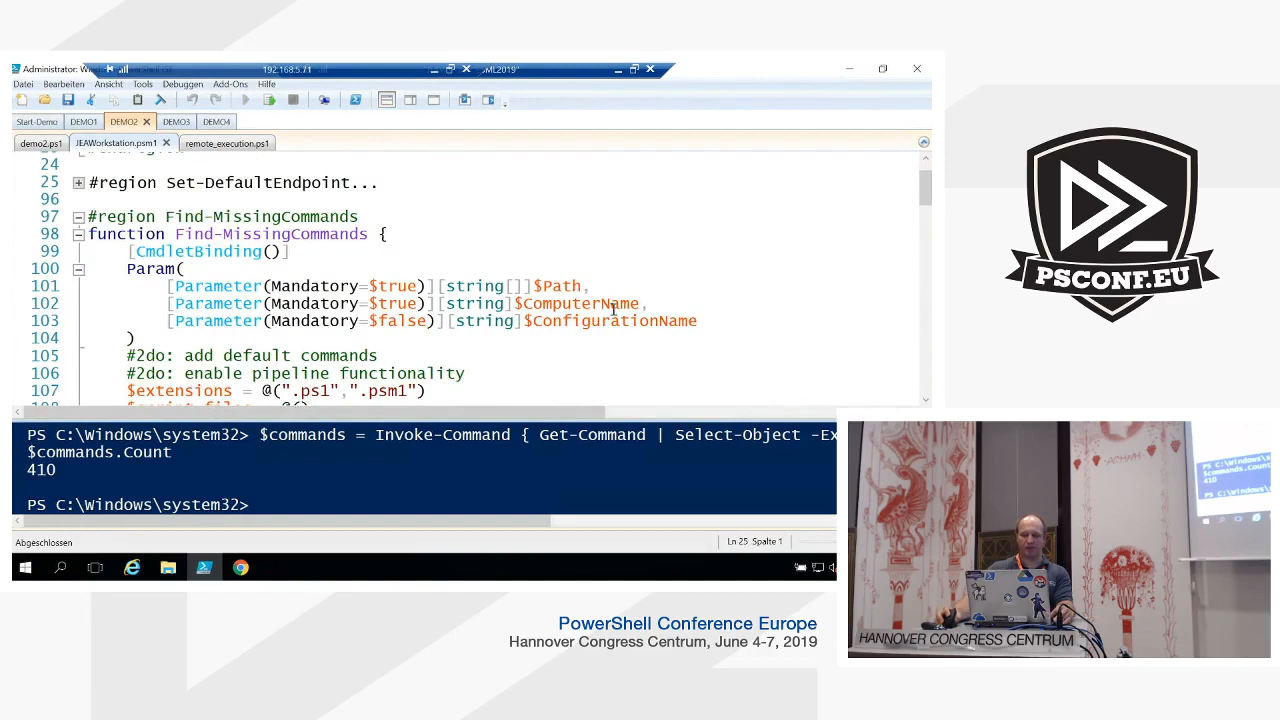 Administrator: Win
192.168.5.71
ML2019"
Datei Bearbeiten Ansicht Tools Debuggen Add-Ons Hilfe
Start-Demo DEMO1 DEMO2 DEMO3 DEMO4
demo2.ps1 JEAWorkstation.psm1 remote_execution.ps1
24
25 #region Set-DefaultEndpoint...
96
97 #region Find-MissingCommands
98 function Find-MissingCommands {
99 [CmdletBinding()]
100 Param(
101 [Parameter(Mandatory=$true)][string[]]$Path,
102 [Parameter(Mandatory=$true)][string]$ComputerName,
103 [Parameter(Mandatory=$false)][string]$ConfigurationName
104 )
105 #2do: add default commands
106 #2do: enable pipeline functionality
107 $extensions = @(".ps1",".psm1")
PS C:\Windows\system32> $commands = Invoke-Command { Get-Command | Select-Object -Ex
$commands.Count
410
PS C:\Windows\system32>
Abgeschlossen
Ln 25 Spalte 1
PSCONF.EU
$commands.Count
410
HANNOVER CONGRESS CENTRUM
PowerShell Conference Europe
Hannover Congress Centrum, June 4-7, 2019